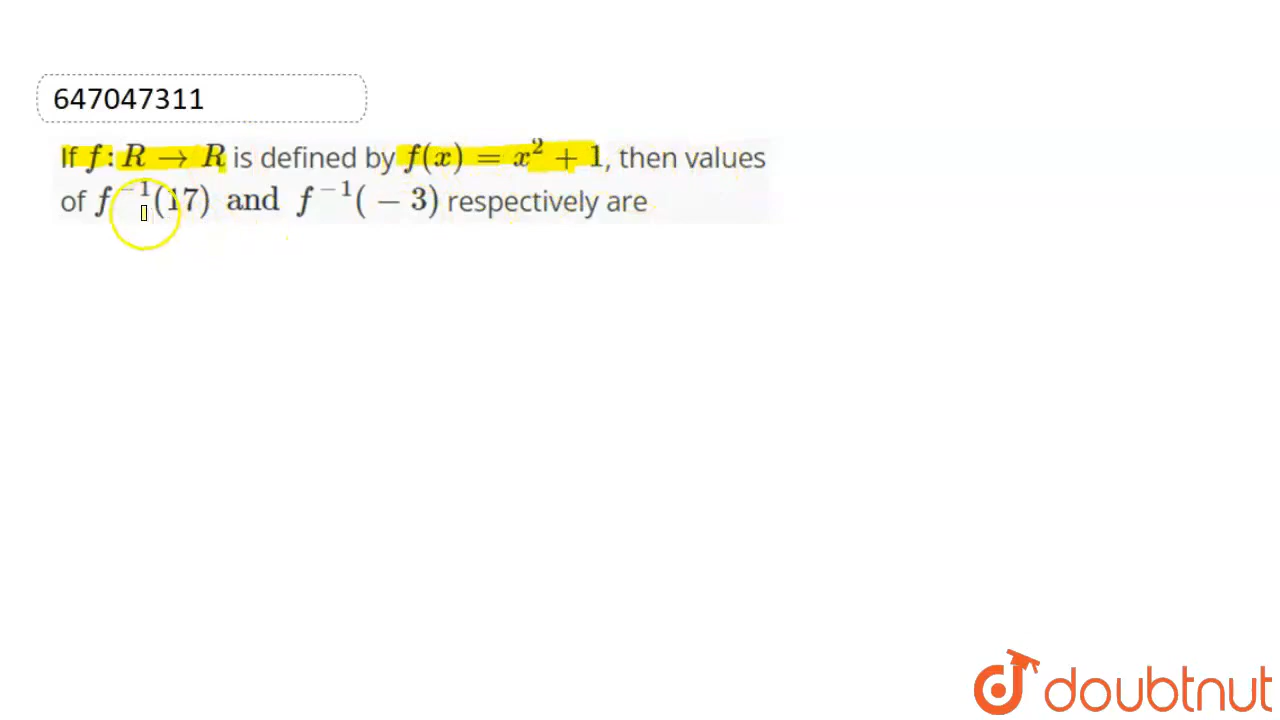 647047311
If f: R → R is defined by f(x) = x² + 1, then values
of f⁻¹(17) and f⁻¹( − 3) respectively are
doubtnut